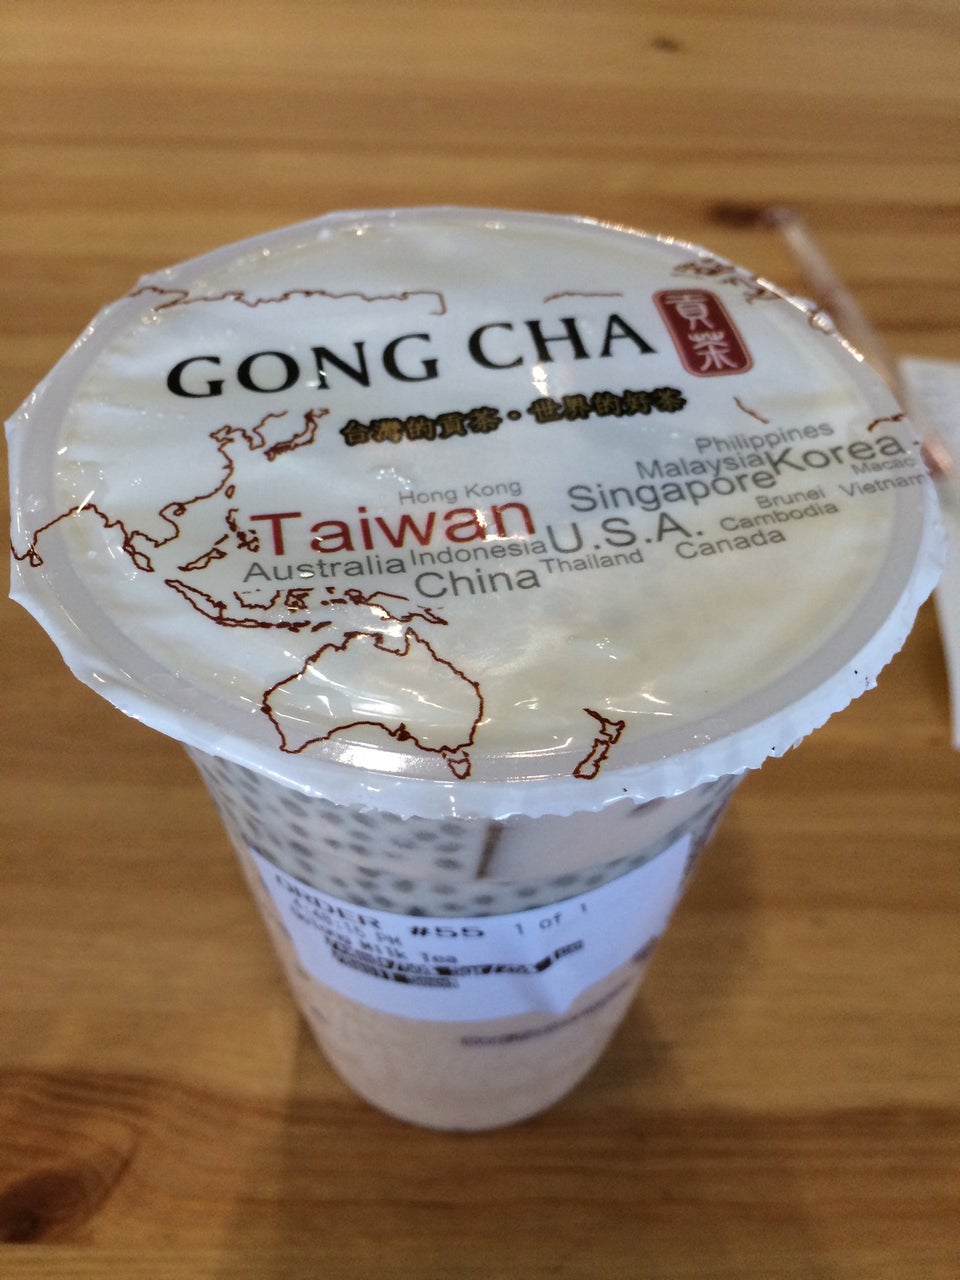 GONG CHA 貢茶
台灣的貢茶・世界的好茶
Philippines
Malaysia Korea
Hong Kong Singapore Macao
Taiwan U.S.A. Brunei Vietnam
Australia Indonesia Thailand Cambodia
China Canada
ORDER #55 1 of 1
PM
Milk Tea